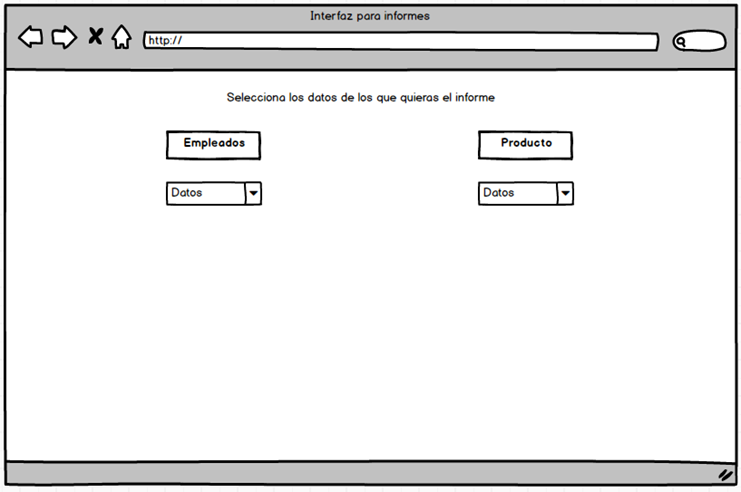 Interfaz para informes
http://
Selecciona los datos de los que quieras el informe
Empleados
Producto
Datos
Datos